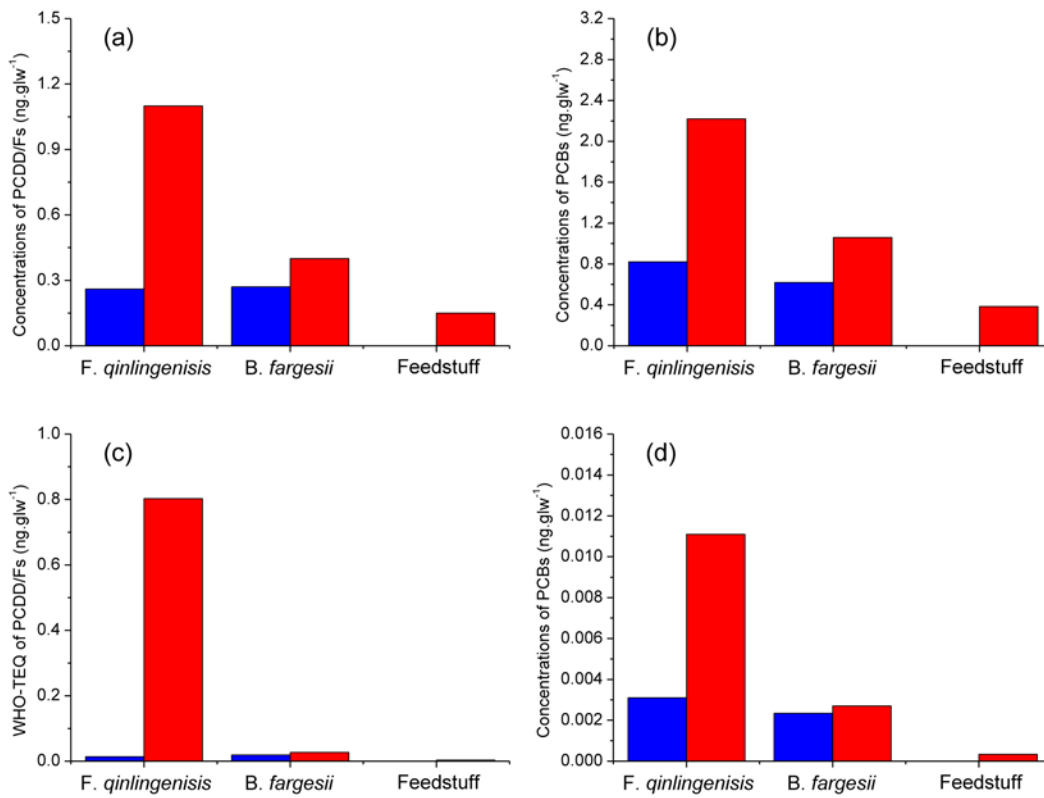 (a)
Concentrations of PCDD/Fs (ng.glw-1)
1.5
1.2
0.9
0.6
0.3
0.0
F. qinlingenisis B. fargesii Feedstuff
(b)
Concentrations of PCBs (ng.glw-1)
3.2
2.8
2.4
2.0
1.6
1.2
0.8
0.4
0.0
F. qinlingenisis B. fargesii Feedstuff
(c)
WHO-TEQ of PCDD/Fs (ng.glw-1)
1.0
0.8
0.6
0.4
0.2
0.0
F. qinlingenisis B. fargesii Feedstuff
(d)
Concentrations of PCBs (ng.glw-1)
0.016
0.014
0.012
0.010
0.008
0.006
0.004
0.002
0.000
F. qinlingenisis B. fargesii Feedstuff